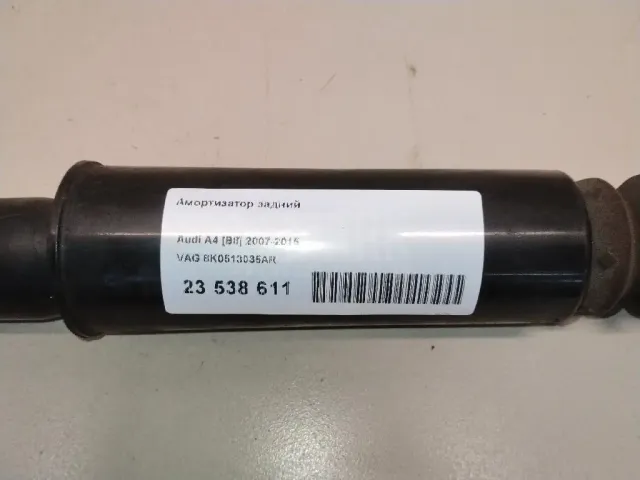 Амортизатор задний
Audi A4 [B8] 2007-2015
VAG 8K0513035AR
23 538 611